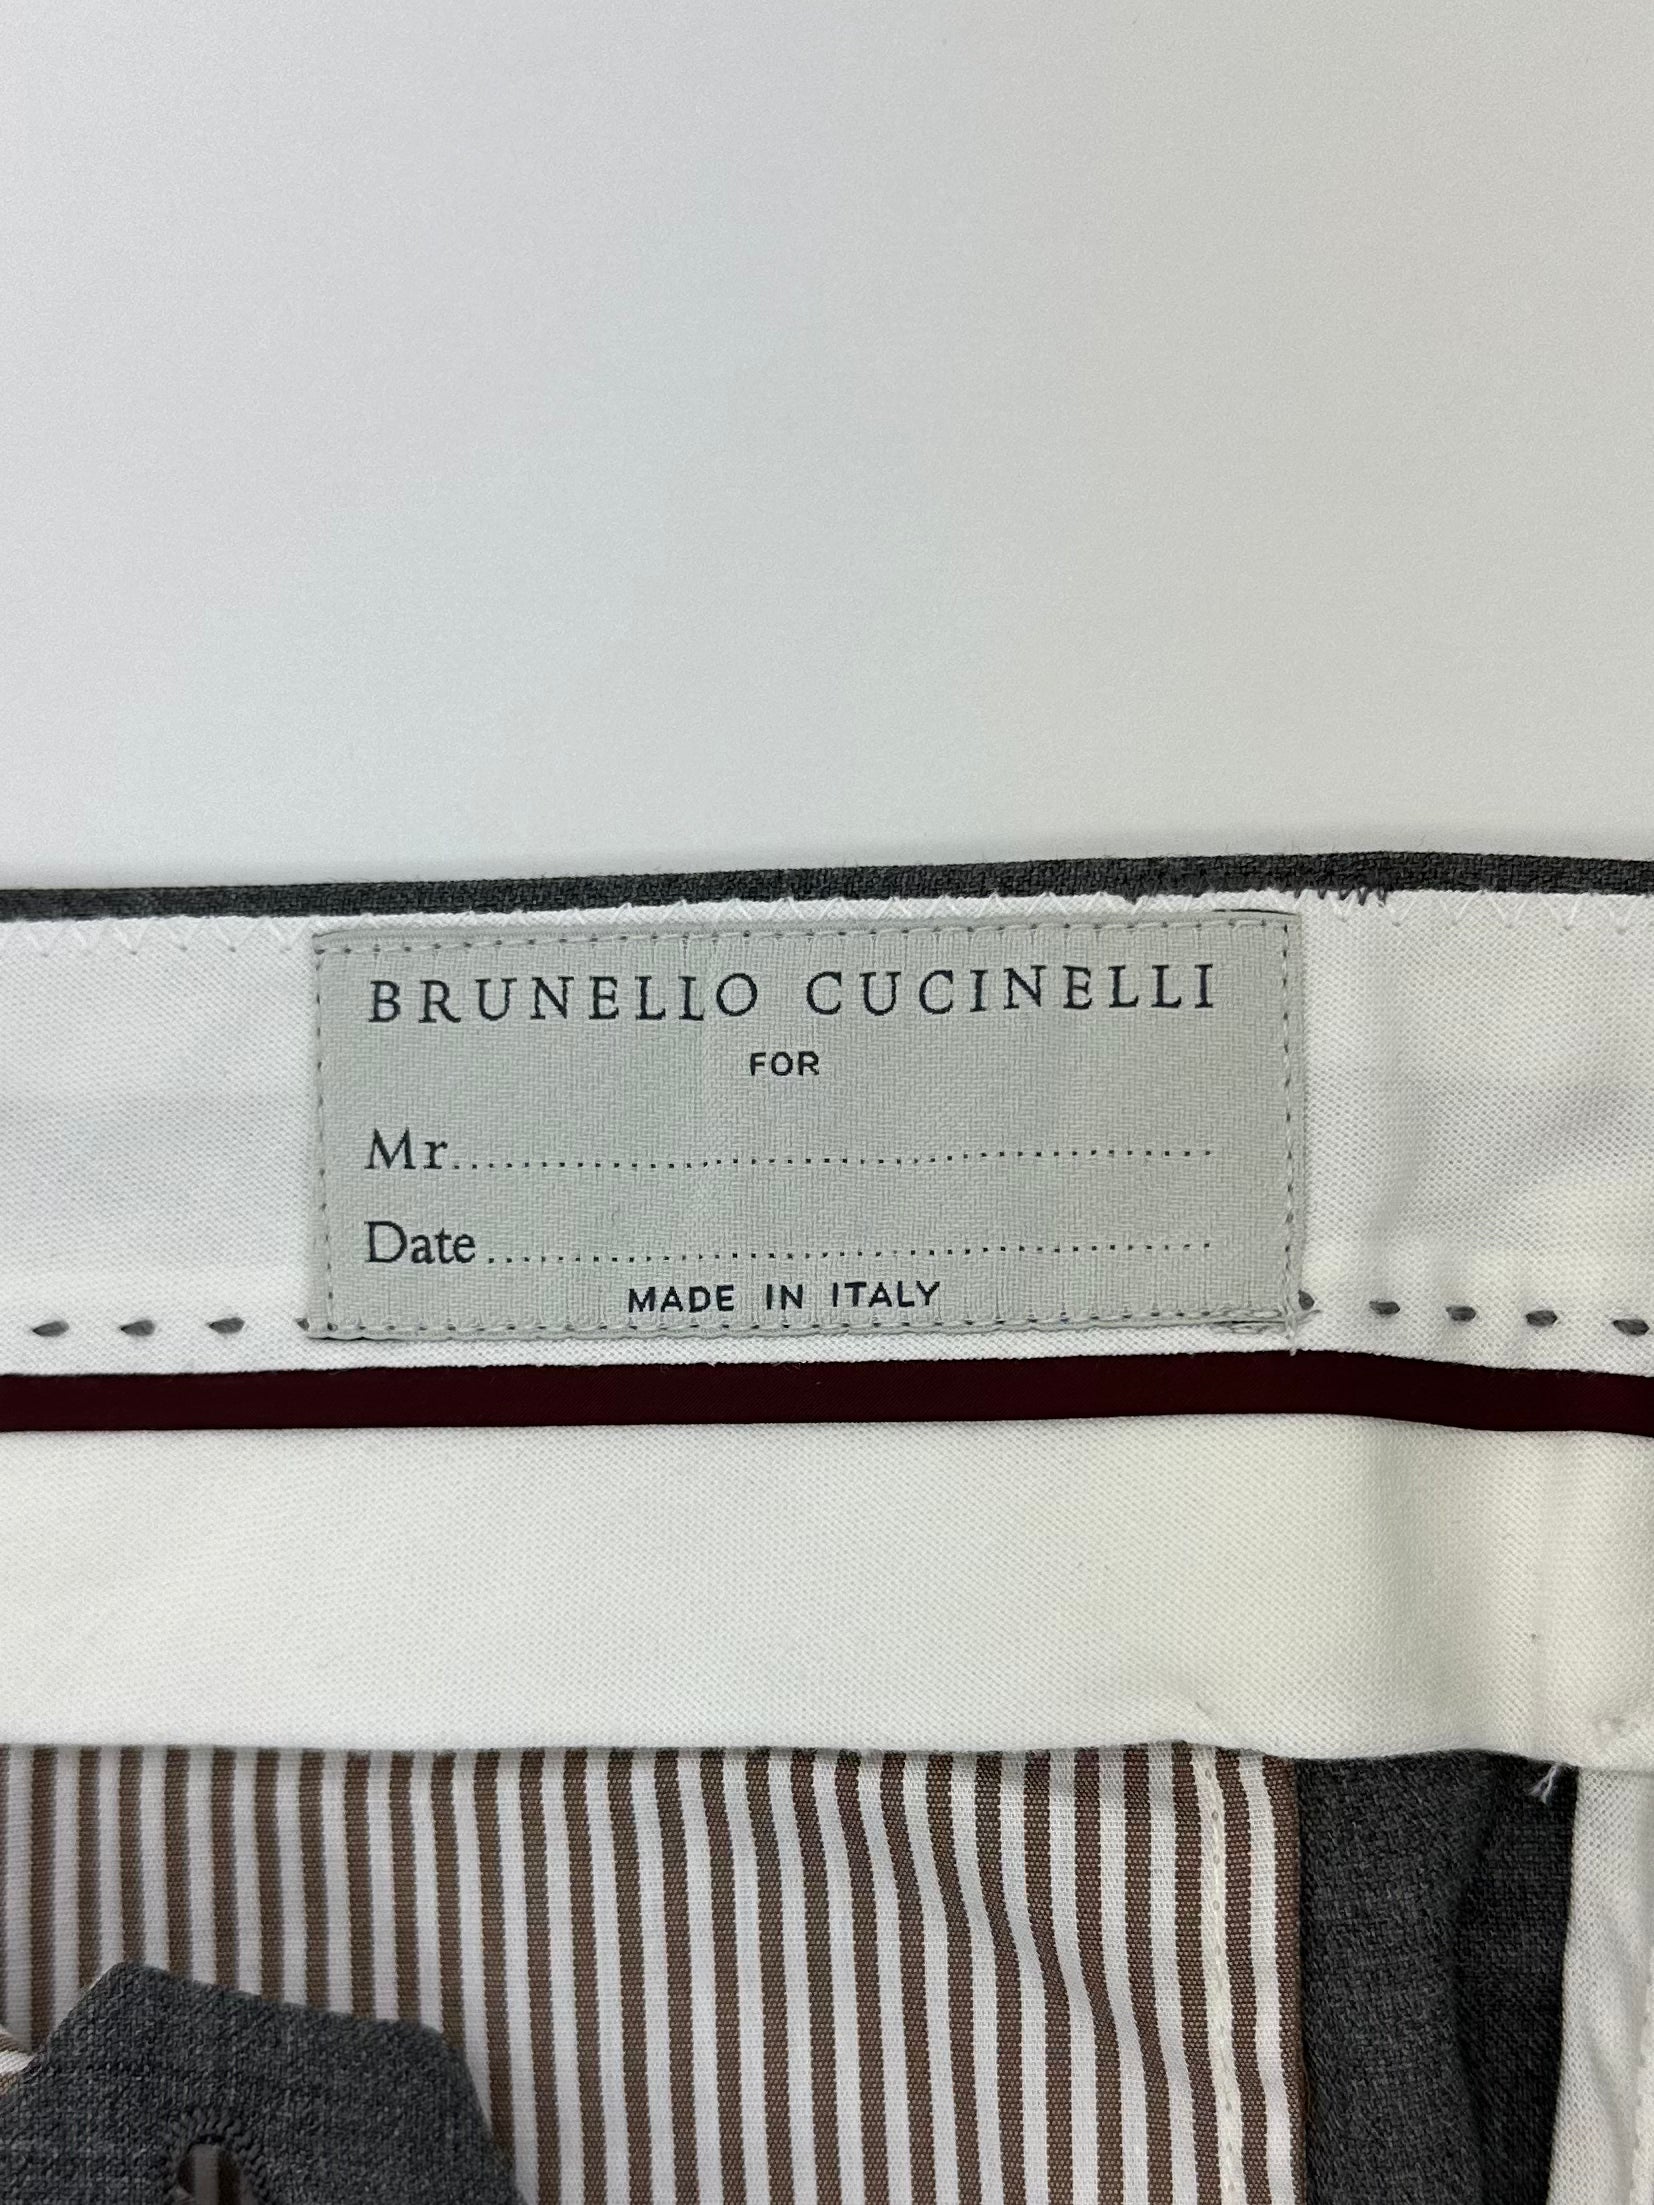 BRUNELLO CUCINELLI
FOR
Mr........................................
Date......................................
MADE IN ITALY